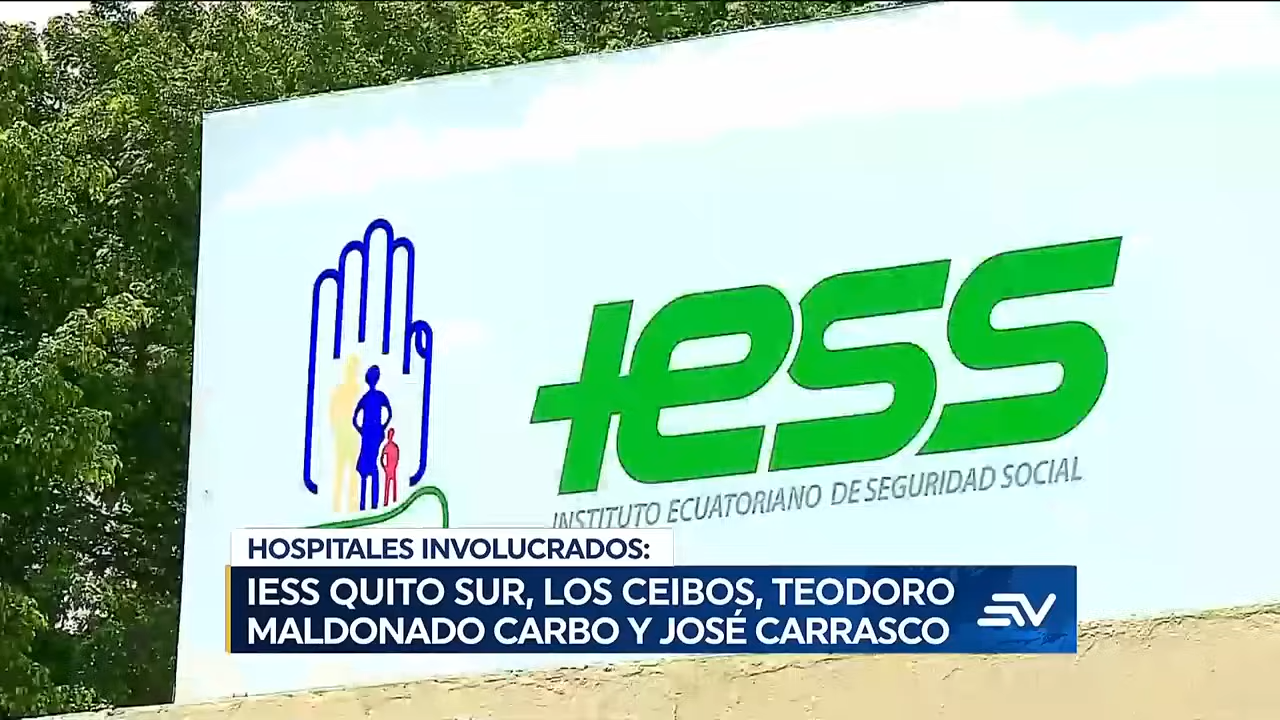 IESS
INSTITUTO ECUATORIANO DE SEGURIDAD SOCIAL
HOSPITALES INVOLUCRADOS:
IESS QUITO SUR, LOS CEIBOS, TEODORO
MALDONADO CARBO Y JOSÉ CARRASCO